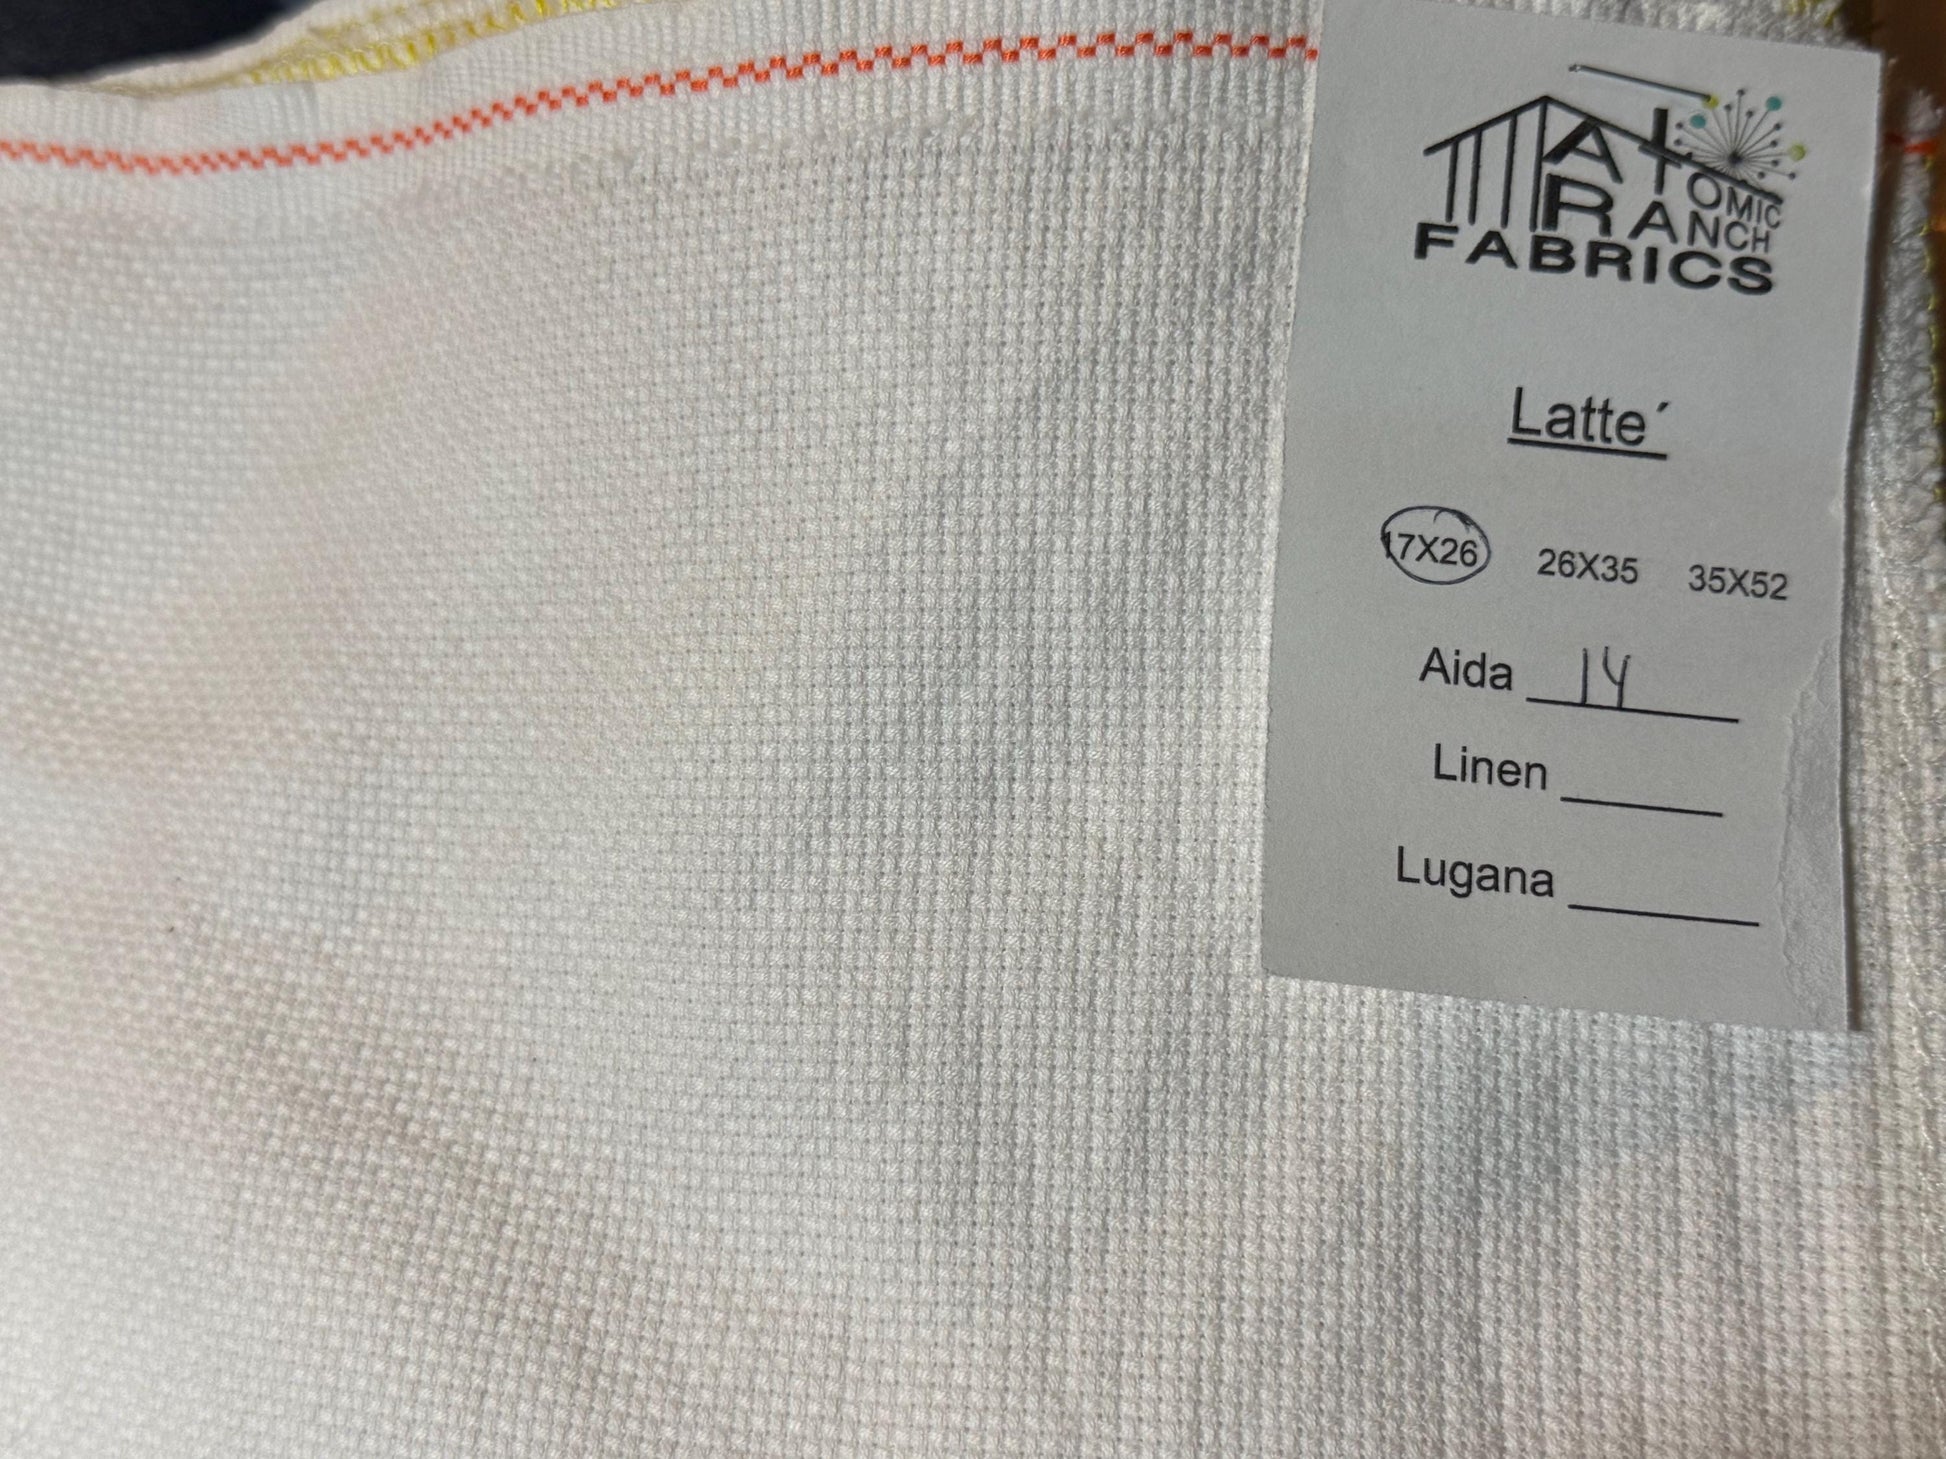 ATOMIC
RANCH
FABRICS
Latte´
17X26 26X35 35X52
Aida 14
Linen
Lugana